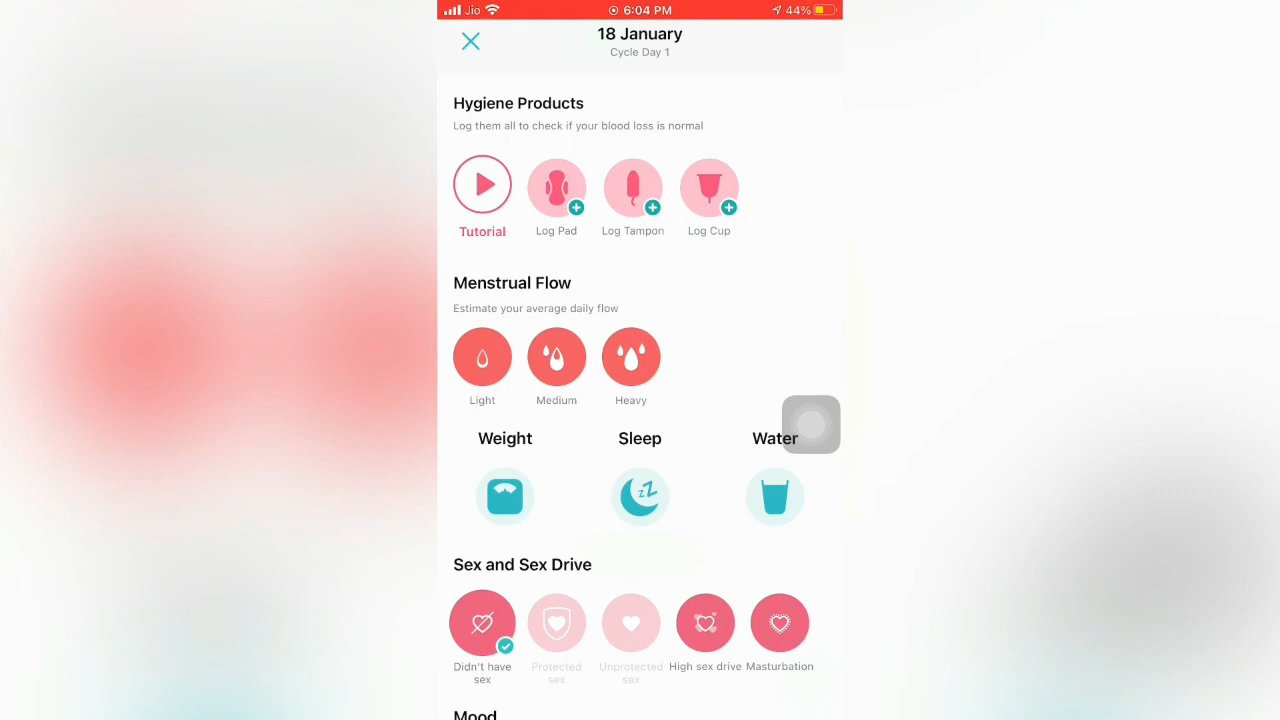 Jio 6:04 PM 44%
18 January
Cycle Day 1
Hygiene Products
Log them all to check if your blood loss is normal
Tutorial Log Pad Log Tampon Log Cup
Menstrual Flow
Estimate your average daily flow
Light Medium Heavy
Weight Sleep Water
zZ
Sex and Sex Drive
Didn't have sex
Protected sex
Unprotected sex
High sex drive
Masturbation
Mood